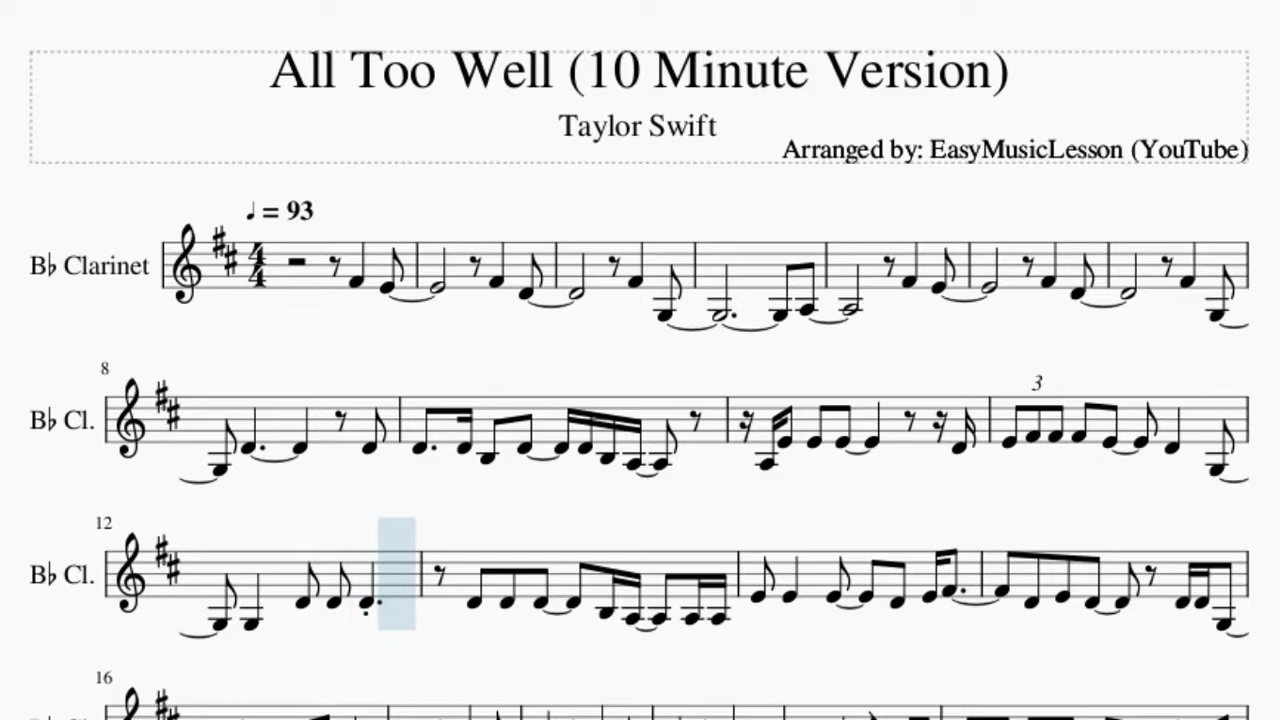 All Too Well (10 Minute Version)
Taylor Swift
Arranged by: EasyMusicLesson (YouTube)
♩ = 93
B♭ Clarinet
4
4
8
B♭ Cl.
3
12
B♭ Cl.
16